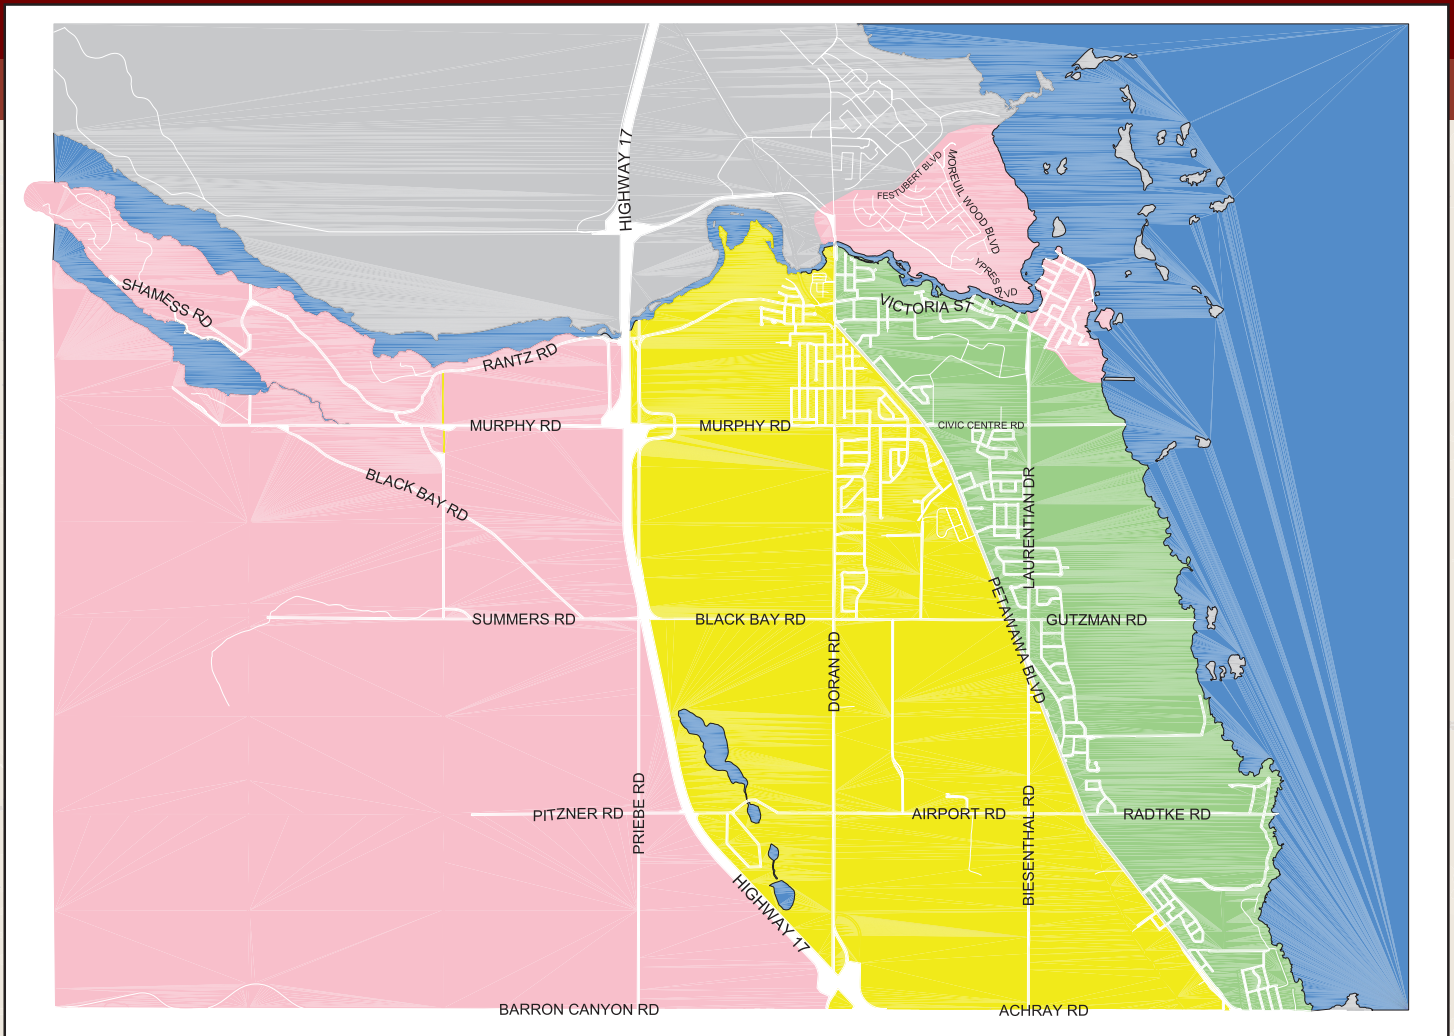 HIGHWAY 17
FESTUBERT BLVD
MOREUIL WOOD BLVD
YPRES BLVD
SHAMESS RD
VICTORIA ST
RANTZ RD
MURPHY RD
MURPHY RD
CIVIC CENTRE RD
BLACK BAY RD
LAURENTIAN DR
PETAWAWA BLVD
SUMMERS RD
BLACK BAY RD
GUTZMAN RD
DORAN RD
PRIEBE RD
PITZNER RD
AIRPORT RD
BIESENTHAL RD
RADTKE RD
HIGHWAY 17
BARRON CANYON RD
ACHRAY RD